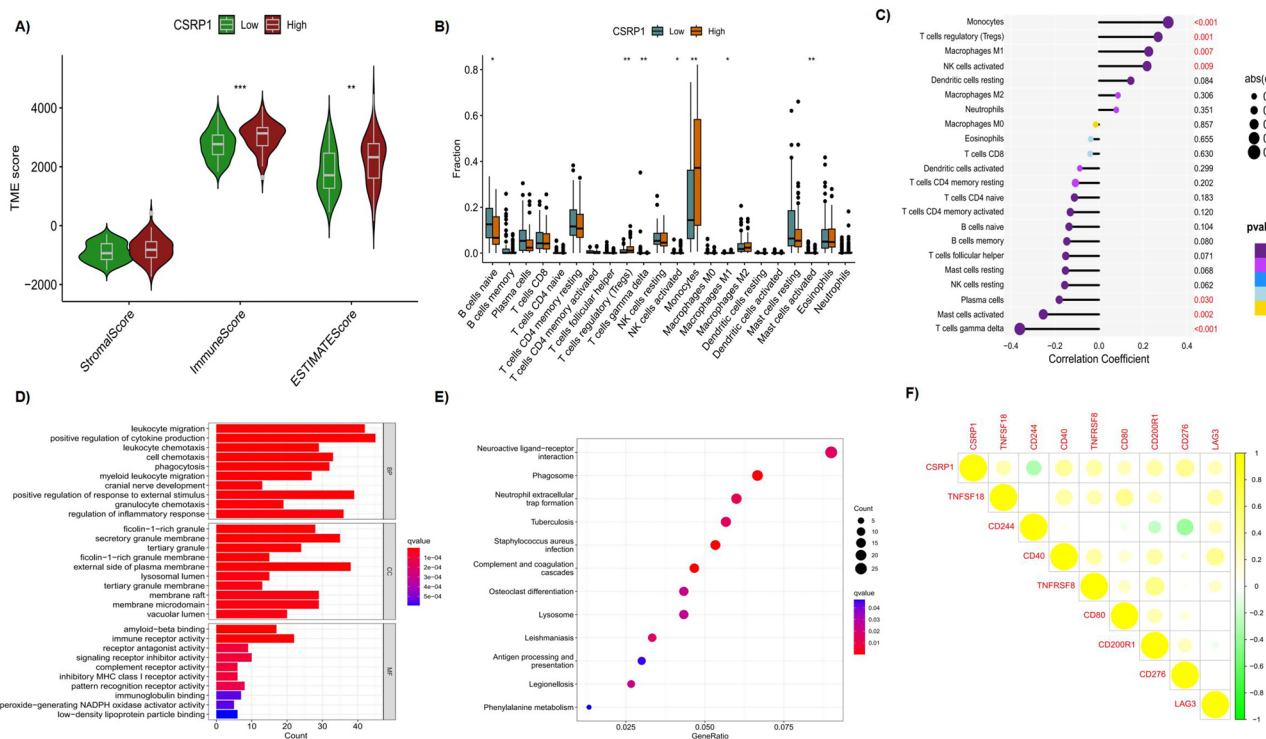 A)
CSRP1 Low High
TME score
4000
2000
0
−2000
***
**
StromalScore
ImmuneScore
ESTIMATEScore
B)
CSRP1 Low High
Fraction
0.8
0.6
0.4
0.2
0.0
* ** ** * ** * **
B cells naive
B cells memory
Plasma cells
T cells CD8
T cells CD4 naive
T cells CD4 memory resting
T cells CD4 memory activated
T cells follicular helper
T cells regulatory (Tregs)
T cells gamma delta
NK cells resting
NK cells activated
Monocytes
Macrophages M0
Macrophages M1
Macrophages M2
Dendritic cells resting
Dendritic cells activated
Mast cells resting
Mast cells activated
Eosinophils
Neutrophils
C)
Monocytes <0.001
T cells regulatory (Tregs) 0.001
Macrophages M1 0.007
NK cells activated 0.009
Dendritic cells resting 0.084
Macrophages M2 0.306
Neutrophils 0.351
Macrophages M0 0.857
Eosinophils 0.655
T cells CD8 0.630
Dendritic cells activated 0.299
T cells CD4 memory resting 0.202
T cells CD4 naive 0.183
T cells CD4 memory activated 0.120
B cells naive 0.104
B cells memory 0.080
T cells follicular helper 0.071
Mast cells resting 0.068
NK cells resting 0.062
Plasma cells 0.030
Mast cells activated 0.002
T cells gamma delta <0.001
−0.4 −0.2 0.0 0.2 0.4
Correlation Coefficient
abs(
pval
D)
leukocyte migration
positive regulation of cytokine production
leukocyte chemotaxis
cell chemotaxis
phagocytosis
myeloid leukocyte migration
cranial nerve development
positive regulation of response to external stimulus
granulocyte chemotaxis
regulation of inflammatory response
BP
ficolin−1−rich granule
secretory granule membrane
tertiary granule
ficolin−1−rich granule membrane
external side of plasma membrane
lysosomal lumen
tertiary granule membrane
membrane raft
membrane microdomain
vacuolar lumen
CC
amyloid−beta binding
immune receptor activity
receptor antagonist activity
signaling receptor inhibitor activity
complement receptor activity
inhibitory MHC class I receptor activity
pattern recognition receptor activity
immunoglobulin binding
peroxide−generating NADPH oxidase activator activity
low−density lipoprotein particle binding
MF
0 10 20 30 40
Count
qvalue
1e−04
2e−04
3e−04
4e−04
5e−04
E)
Neuroactive ligand−receptor
interaction
Phagosome
Neutrophil extracellular
trap formation
Tuberculosis
Staphylococcus aureus
infection
Complement and coagulation
cascades
Osteoclast differentiation
Lysosome
Leishmaniasis
Antigen processing and
presentation
Legionellosis
Phenylalanine metabolism
0.025 0.050 0.075
GeneRatio
Count
5
10
15
20
25
qvalue
0.04
0.03
0.02
0.01
F)
CSRP1
TNFSF18
CD244
CD40
TNFRSF8
CD80
CD200R1
CD276
LAG3
CSRP1
TNFSF18
CD244
CD40
TNFRSF8
CD80
CD200R1
CD276
LAG3
1
0.8
0.6
0.4
0.2
0
−0.2
−0.4
−0.6
−0.8
−1